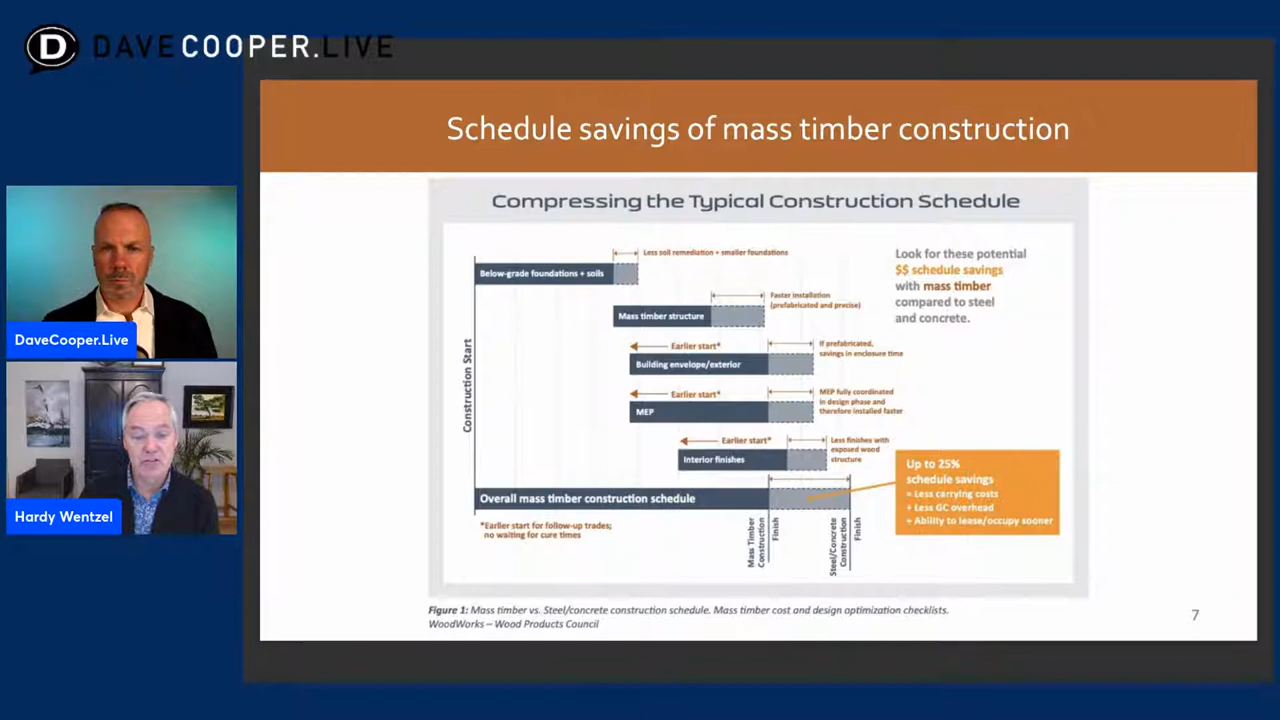 D DAVECOOPER.LIVE
Schedule savings of mass timber construction
Compressing the Typical Construction Schedule
Less soil remediation + smaller foundations
Below-grade foundations + soils
Look for these potential
$$ schedule savings
with mass timber
compared to steel
and concrete.
Faster installation
(prefabricated and precise)
Mass timber structure
Earlier start*
If prefabricated,
savings in enclosure time
Building envelope/exterior
Earlier start*
MEP fully coordinated
in design phase and
therefore installed faster
MEP
Earlier start*
Less finishes with
exposed wood
structure
Interior finishes
Construction Start
Overall mass timber construction schedule
Up to 25%
schedule savings
= Less carrying costs
+ Less GC overhead
+ Ability to lease/occupy sooner
*Earlier start for follow-up trades;
no waiting for cure times
Mass Timber
Construction
Finish
Steel/Concrete
Construction
Finish
Figure 1: Mass timber vs. Steel/concrete construction schedule. Mass timber cost and design optimization checklists.
WoodWorks – Wood Products Council
7
DaveCooper.Live
Hardy Wentzel